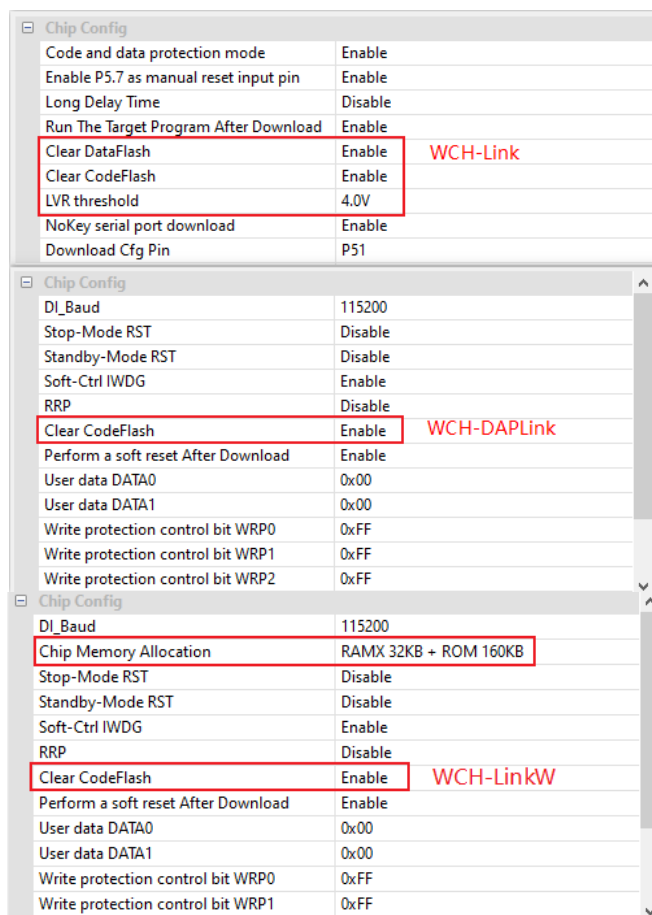 Chip Config
Code and data protection mode Enable
Enable P5.7 as manual reset input pin Enable
Long Delay Time Disable
Run The Target Program After Download Enable
Clear DataFlash Enable WCH-Link
Clear CodeFlash Enable
LVR threshold 4.0V
NoKey serial port download Enable
Download Cfg Pin P51
Chip Config
DI_Baud 115200
Stop-Mode RST Disable
Standby-Mode RST Disable
Soft-Ctrl IWDG Enable
RRP Disable
Clear CodeFlash Enable WCH-DAPLink
Perform a soft reset After Download Enable
User data DATA0 0x00
User data DATA1 0x00
Write protection control bit WRP0 0xFF
Write protection control bit WRP1 0xFF
Write protection control bit WRP2 0xFF
Chip Config
DI_Baud 115200
Chip Memory Allocation RAMX 32KB + ROM 160KB
Stop-Mode RST Disable
Standby-Mode RST Disable
Soft-Ctrl IWDG Enable
RRP Disable
Clear CodeFlash Enable WCH-LinkW
Perform a soft reset After Download Enable
User data DATA0 0x00
User data DATA1 0x00
Write protection control bit WRP0 0xFF
Write protection control bit WRP1 0xFF